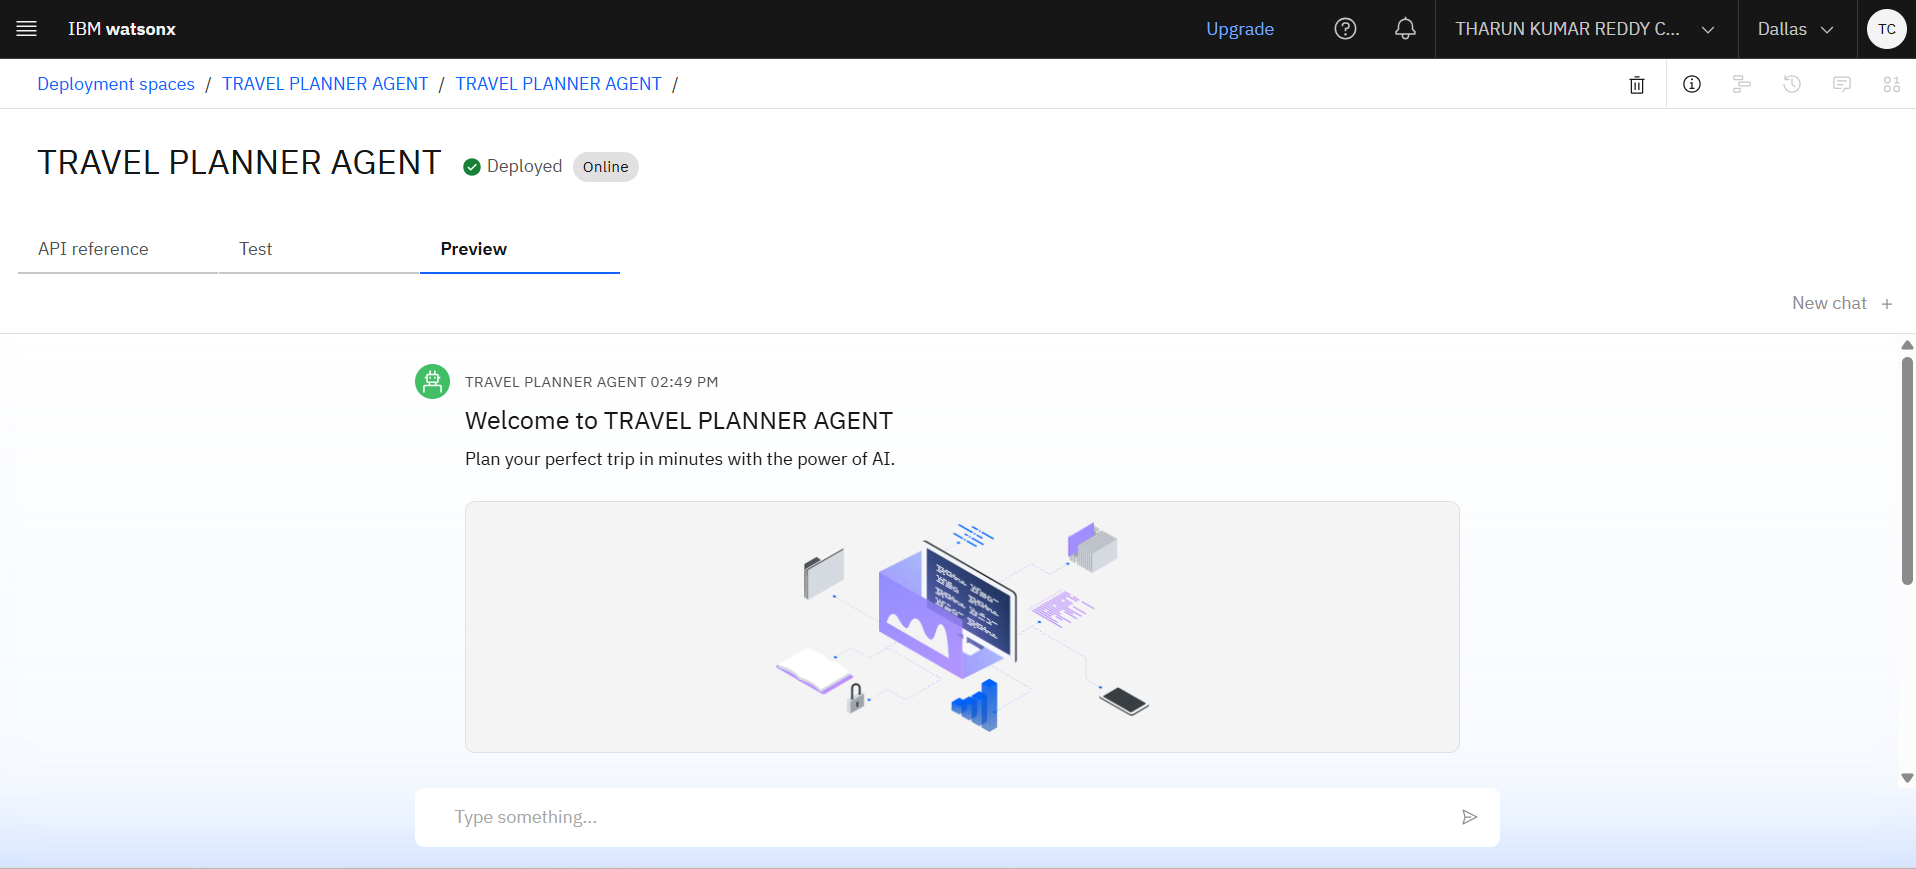 IBM watsonx
Upgrade
THARUN KUMAR REDDY C...
Dallas
TC
Deployment spaces / TRAVEL PLANNER AGENT / TRAVEL PLANNER AGENT /
TRAVEL PLANNER AGENT
Deployed
Online
API reference
Test
Preview
New chat +
TRAVEL PLANNER AGENT 02:49 PM
Welcome to TRAVEL PLANNER AGENT
Plan your perfect trip in minutes with the power of AI.
Type something...